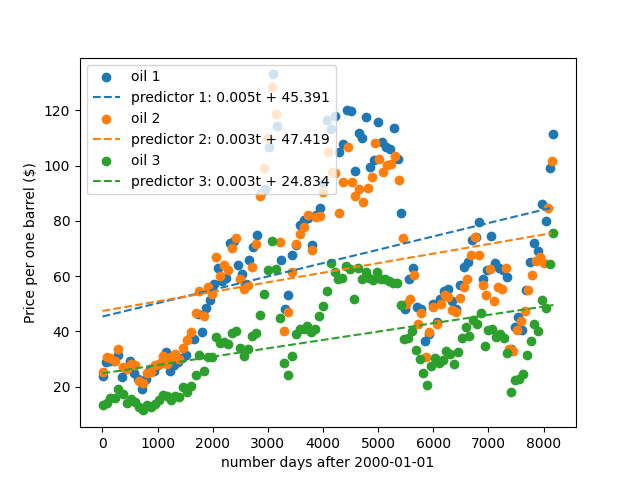 oil 1
predictor 1: 0.005t + 45.391
oil 2
predictor 2: 0.003t + 47.419
oil 3
predictor 3: 0.003t + 24.834
Price per one barrel ($)
120
100
80
60
40
20
0 1000 2000 3000 4000 5000 6000 7000 8000
number days after 2000-01-01